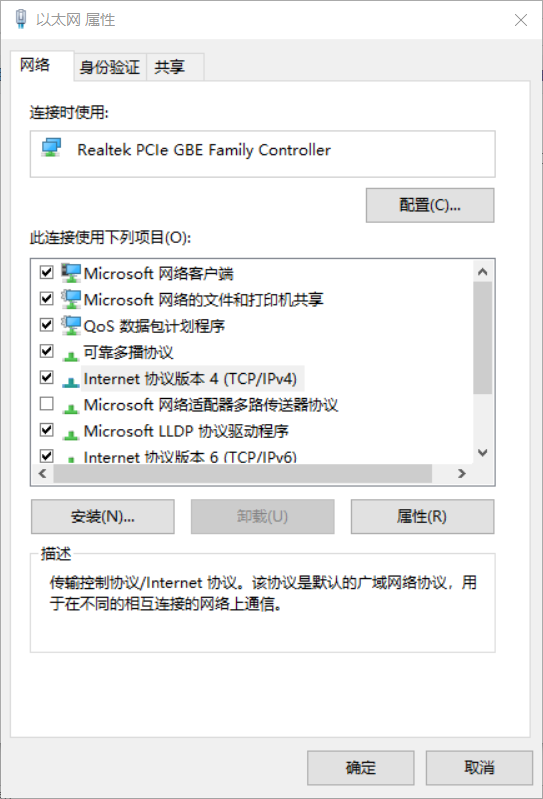 以太网 属性
网络
身份验证
共享
连接时使用:
Realtek PCIe GBE Family Controller
配置(C)...
此连接使用下列项目(O):
Microsoft 网络客户端
Microsoft 网络的文件和打印机共享
QoS 数据包计划程序
可靠多播协议
Internet 协议版本 4 (TCP/IPv4)
Microsoft 网络适配器多路传送器协议
Microsoft LLDP 协议驱动程序
Internet 协议版本 6 (TCP/IPv6)
安装(N)...
卸载(U)
属性(R)
描述
传输控制协议/Internet 协议。该协议是默认的广域网络协议，用
于在不同的相互连接的网络上通信。
确定
取消